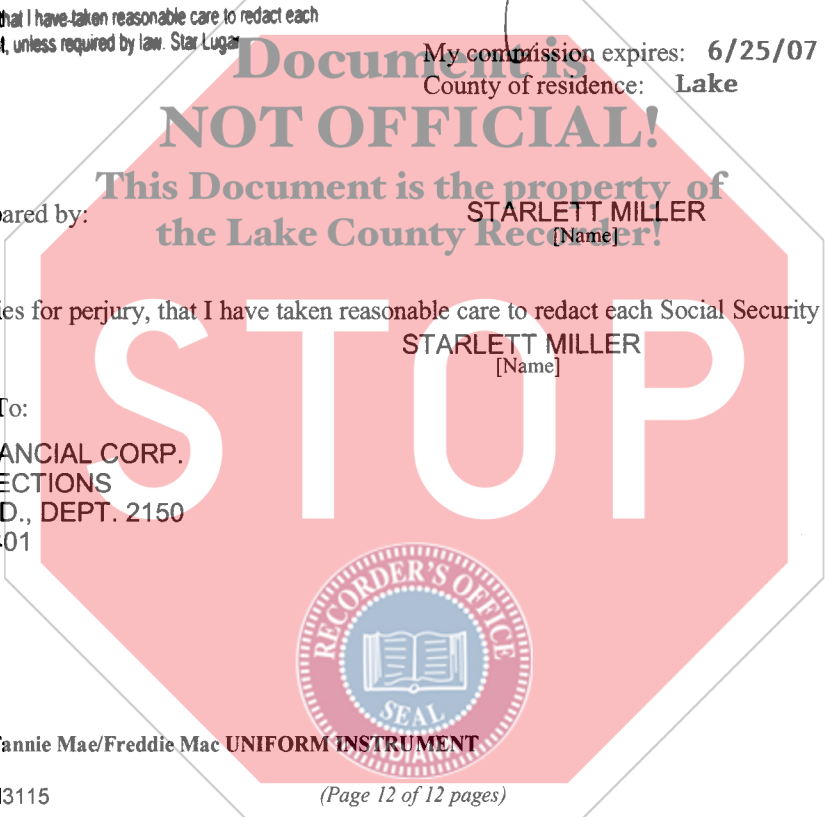 that I have taken reasonable care to redact each
t, unless required by law. Star Lugar
My commission expires: 6/25/07
County of residence: Lake
Document is
NOT OFFICIAL!
This Document is the property of
the Lake County Recorder!
ared by:
STARLETT MILLER
[Name]
ies for perjury, that I have taken reasonable care to redact each Social Security
STARLETT MILLER
[Name]
STOP
To:
ANCIAL CORP.
ECTIONS
D., DEPT. 2150
01
RECORDER'S OFFICE
SEAL
INDIANA
annie Mae/Freddie Mac UNIFORM INSTRUMENT
3115
(Page 12 of 12 pages)